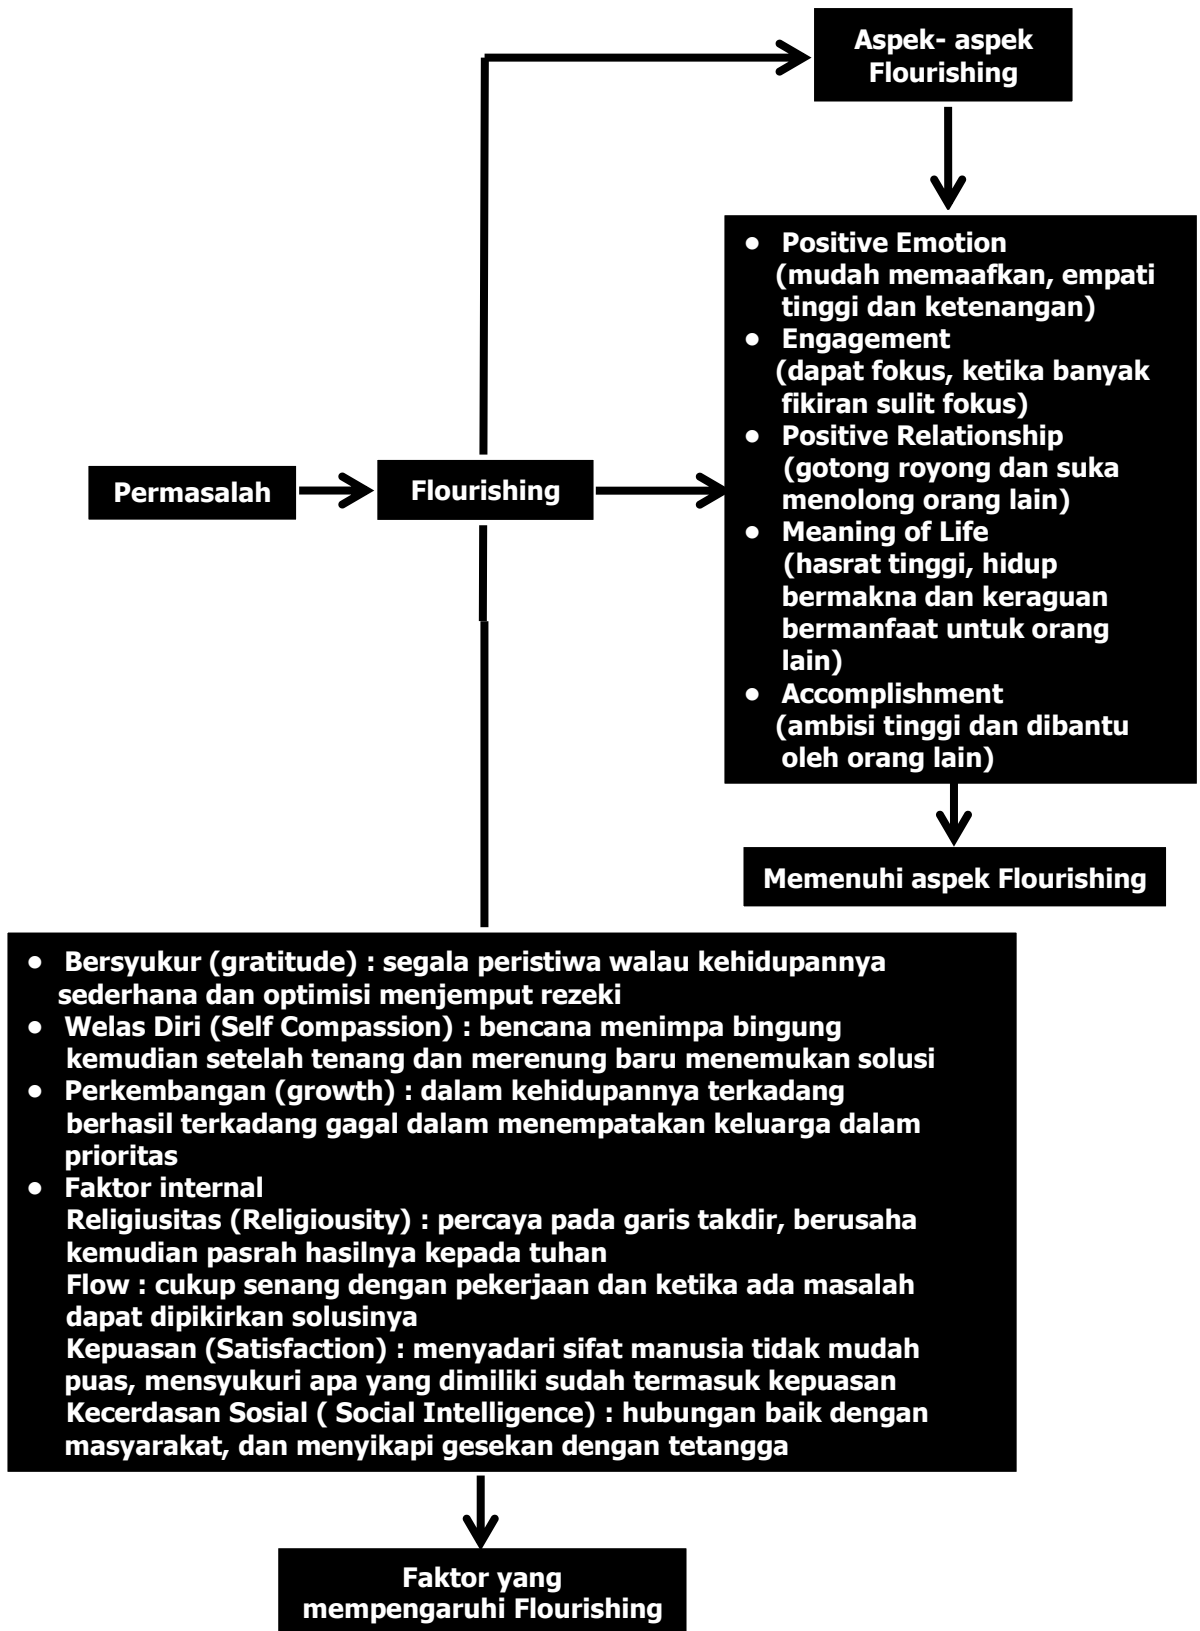 Aspek- aspek
Flourishing
• Positive Emotion
(mudah memaafkan, empati
tinggi dan ketenangan)
• Engagement
(dapat fokus, ketika banyak
fikiran sulit fokus)
• Positive Relationship
(gotong royong dan suka
menolong orang lain)
• Meaning of Life
(hasrat tinggi, hidup
bermakna dan keraguan
bermanfaat untuk orang
lain)
• Accomplishment
(ambisi tinggi dan dibantu
oleh orang lain)
Permasalah
Flourishing
Memenuhi aspek Flourishing
• Bersyukur (gratitude) : segala peristiwa walau kehidupannya
sederhana dan optimisi menjemput rezeki
• Welas Diri (Self Compassion) : bencana menimpa bingung
kemudian setelah tenang dan merenung baru menemukan solusi
• Perkembangan (growth) : dalam kehidupannya terkadang
berhasil terkadang gagal dalam menempatakan keluarga dalam
prioritas
• Faktor internal
Religiusitas (Religiousity) : percaya pada garis takdir, berusaha
kemudian pasrah hasilnya kepada tuhan
Flow : cukup senang dengan pekerjaan dan ketika ada masalah
dapat dipikirkan solusinya
Kepuasan (Satisfaction) : menyadari sifat manusia tidak mudah
puas, mensyukuri apa yang dimiliki sudah termasuk kepuasan
Kecerdasan Sosial ( Social Intelligence) : hubungan baik dengan
masyarakat, dan menyikapi gesekan dengan tetangga
Faktor yang
mempengaruhi Flourishing